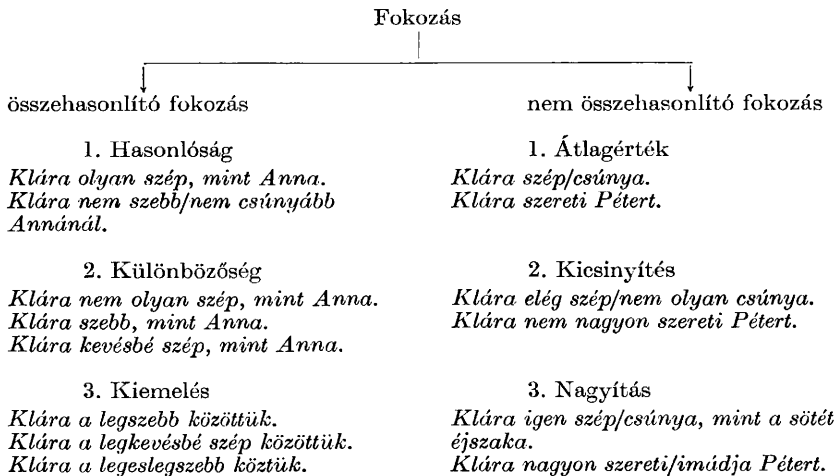 Fokozás
összehasonlító fokozás
1. Hasonlóság
Klára olyan szép, mint Anna.
Klára nem szebb/nem csúnyább
Annánál.
2. Különbözőség
Klára nem olyan szép, mint Anna.
Klára szebb, mint Anna.
Klára kevésbé szép, mint Anna.
3. Kiemelés
Klára a legszebb közöttük.
Klára a legkevésbé szép közöttük.
Klára a legeslegszebb köztük.
nem összehasonlító fokozás
1. Átlagérték
Klára szép/csúnya.
Klára szereti Pétert.
2. Kicsinyítés
Klára elég szép/nem olyan csúnya.
Klára nem nagyon szereti Pétert.
3. Nagyítás
Klára igen szép/csúnya, mint a sötét
éjszaka.
Klára nagyon szereti/imádja Pétert.